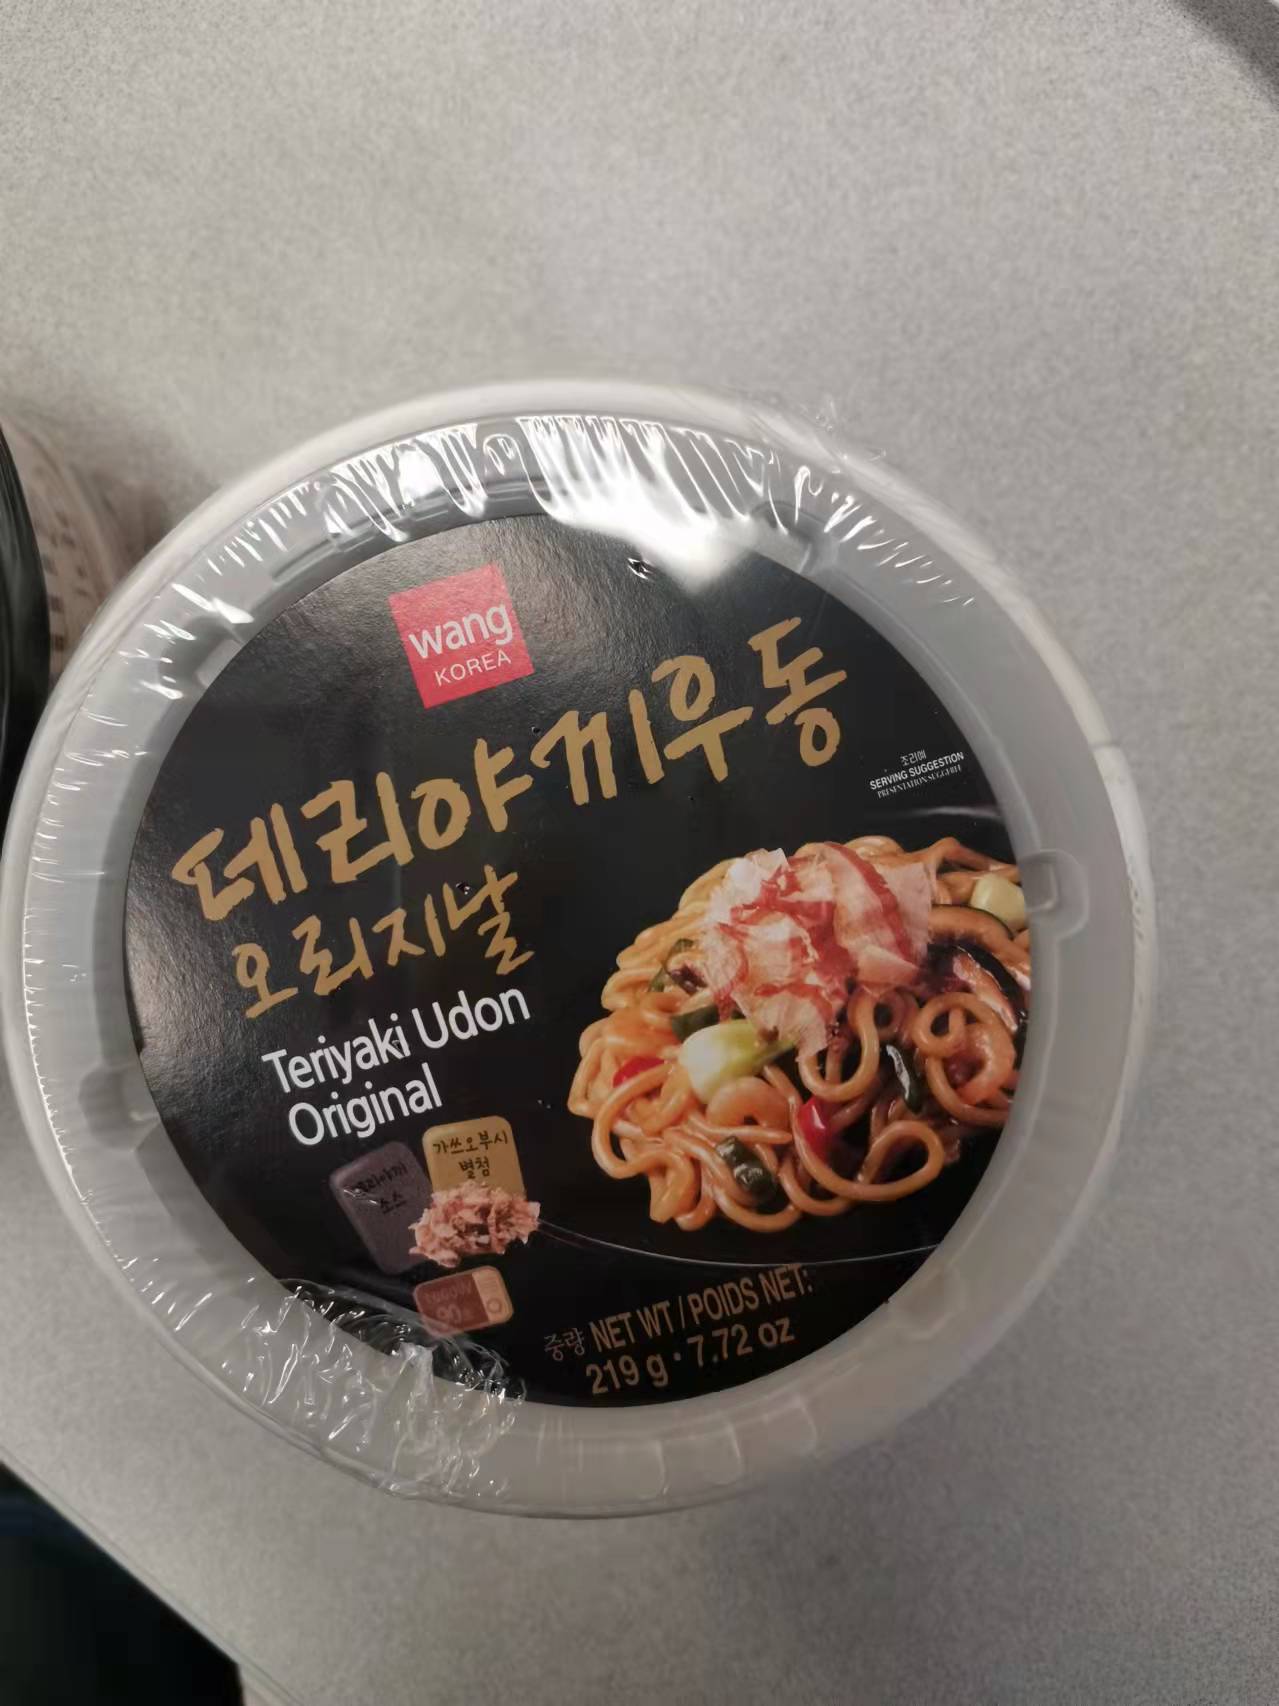 wang
KOREA
데리야끼우동
오리지날
조리예
SERVING SUGGESTION
PRÉSENTATION SUGGÉRÉE
Teriyaki Udon
Original
가쓰오부시
별첨
데리야끼
소스
중량 NET WT / POIDS NET:
219 g · 7.72 oz